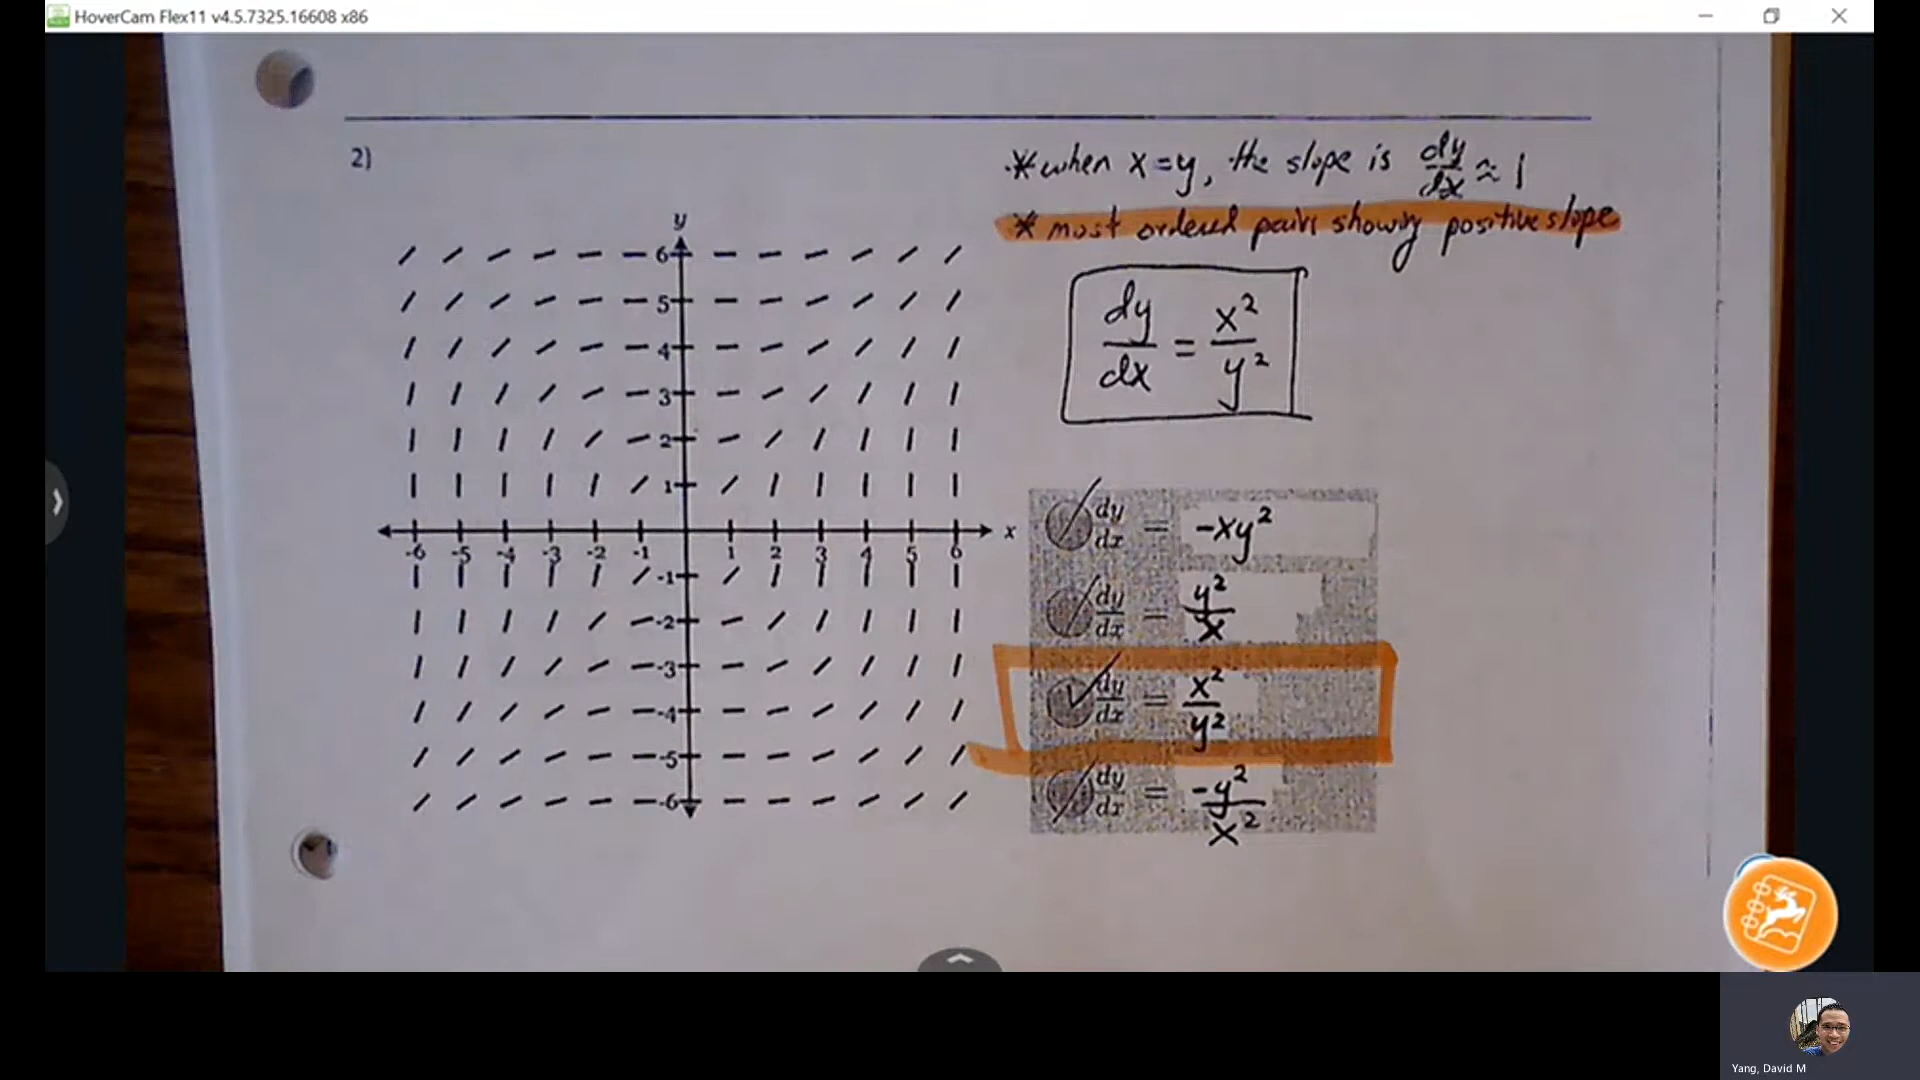 HoverCam Flex11 v4.5.7325.16608 x86
2)
* when x = y, the slope is dy/dx ≈ 1
* most ordered pairs showing positive slope
dy/dx = x²/y²
y
6
5
4
3
2
1
-6 -5 -4 -3 -2 -1 1 2 3 4 5 6 x
-1
-2
-3
-4
-5
-6
dy/dx = -xy²
dy/dx = y²/x
✓ dy/dx = x²/y²
dy/dx = -y²/x²
Yang, David M